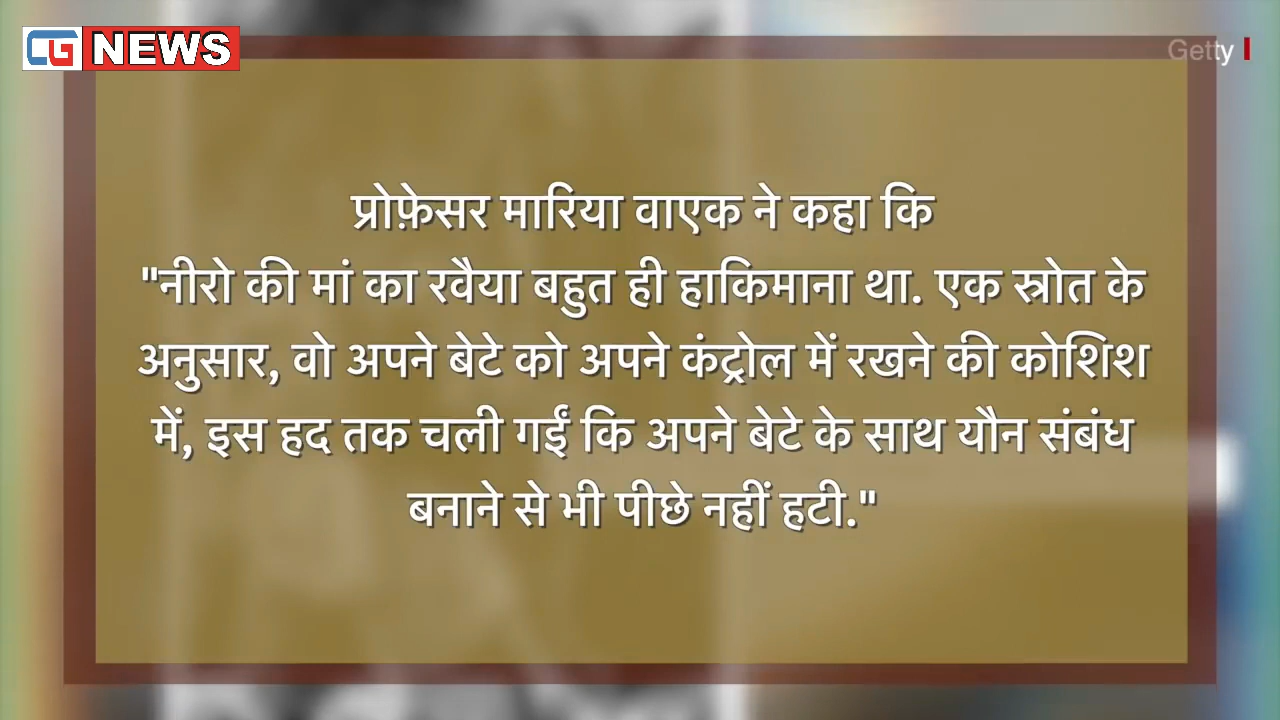 CG NEWS
Getty
प्रोफ़ेसर मारिया वाएक ने कहा कि
"नीरो की मां का रवैया बहुत ही हाकिमाना था. एक स्रोत के
अनुसार, वो अपने बेटे को अपने कंट्रोल में रखने की कोशिश
में, इस हद तक चली गईं कि अपने बेटे के साथ यौन संबंध
बनाने से भी पीछे नहीं हटी."